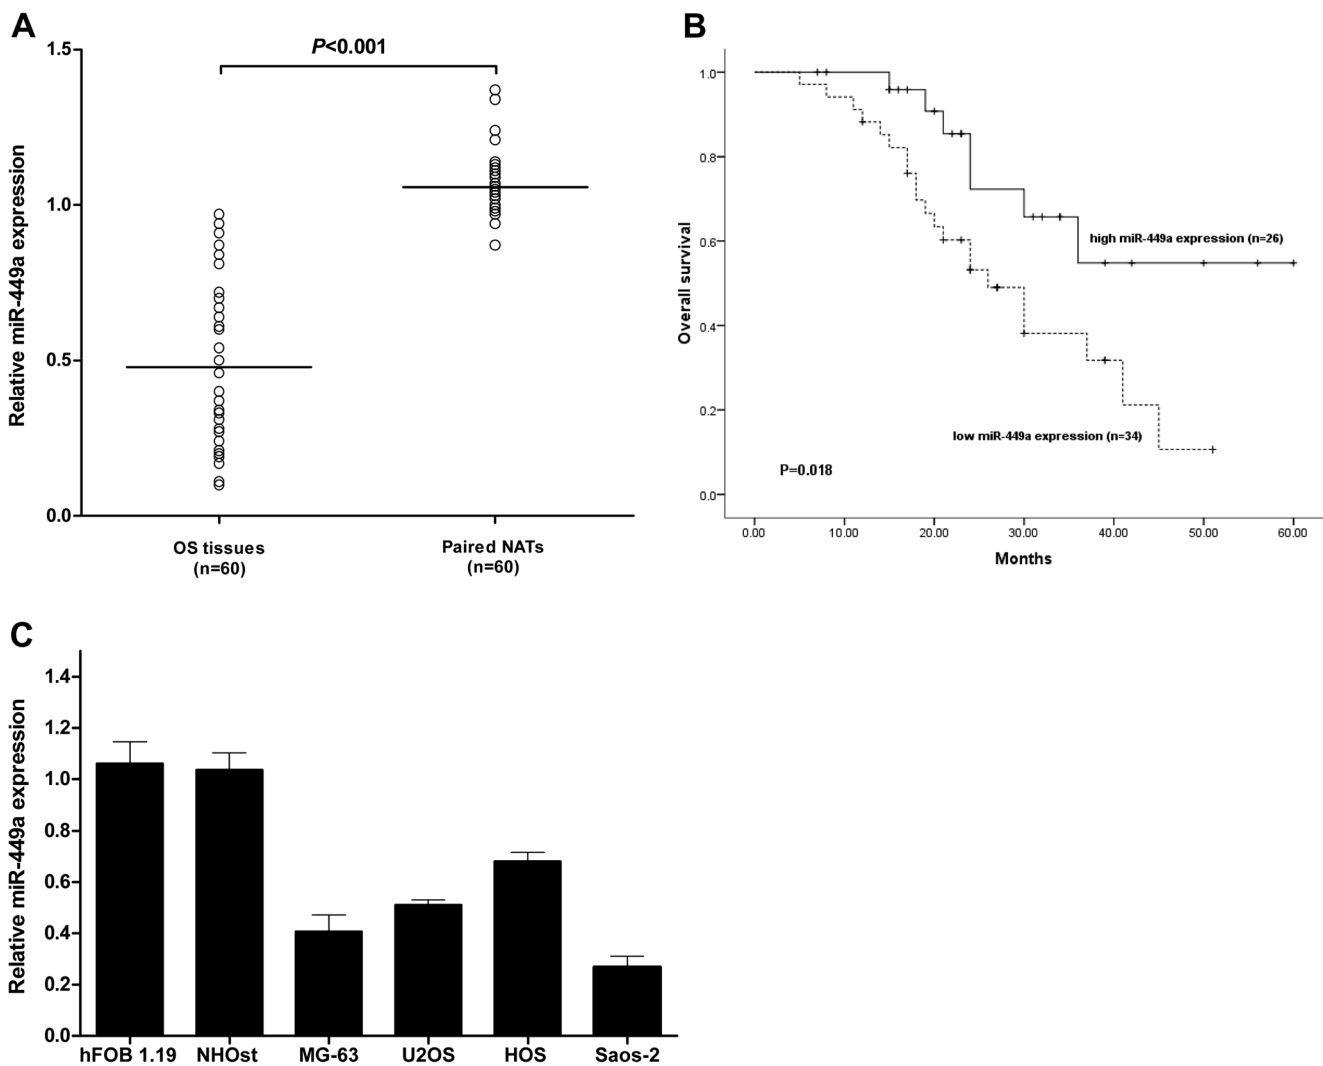 A
P<0.001
1.5
1.0
0.5
0.0
Relative miR-449a expression
OS tissues
(n=60)
Paired NATs
(n=60)
B
1.0
0.8
0.6
0.4
0.2
0.0
Overall survival
high miR-449a expression (n=26)
low miR-449a expression (n=34)
P=0.018
0.00 10.00 20.00 30.00 40.00 50.00 60.00
Months
C
1.4
1.2
1.0
0.8
0.6
0.4
0.2
0.0
Relative miR-449a expression
hFOB 1.19 NHOst MG-63 U2OS HOS Saos-2